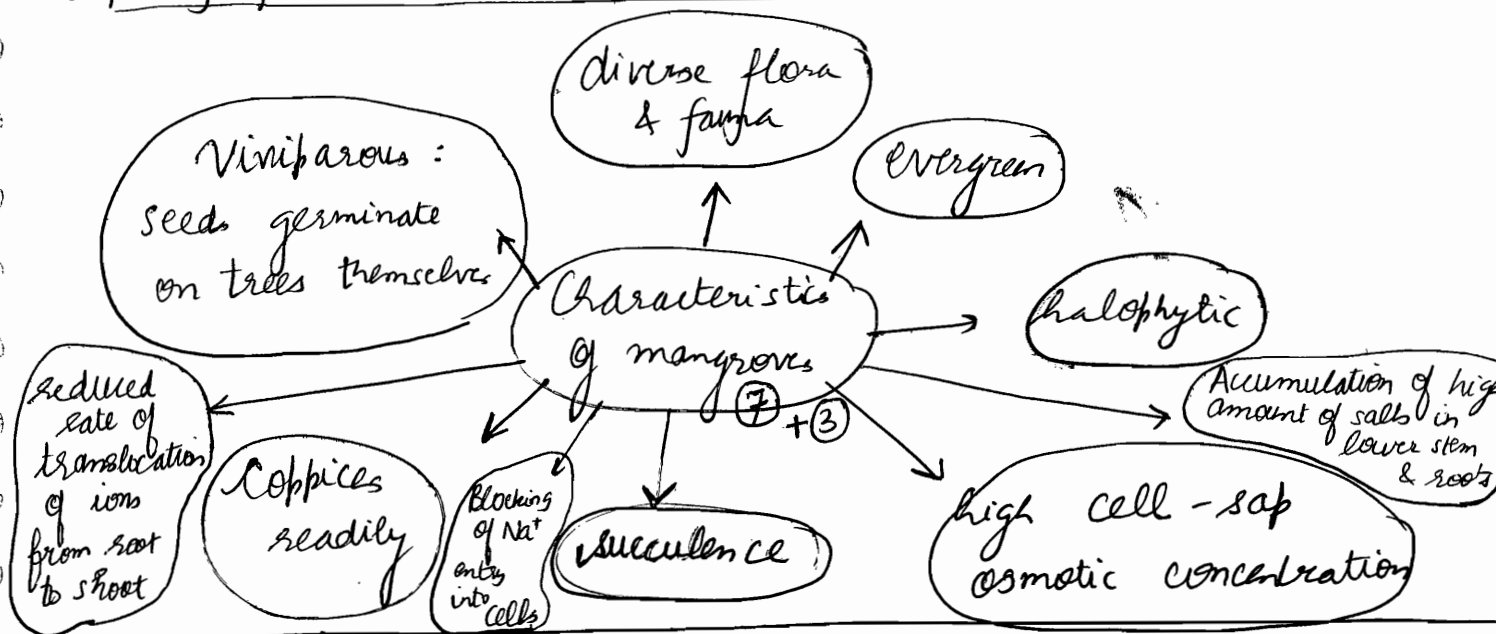 diverse flora
& fauna
evergreen
Viniparous :
seeds germinate
on trees themselves
Characteristics
of mangroves
7 + 3
halophytic
Accumulation of high
amount of salts in
lower stem
& roots
reduced
rate of
translocation
of ions
from root
to shoot
Coppices
readily
Blocking
of Na⁺
entry
into
cells
succulence
high cell-sap
osmotic concentration